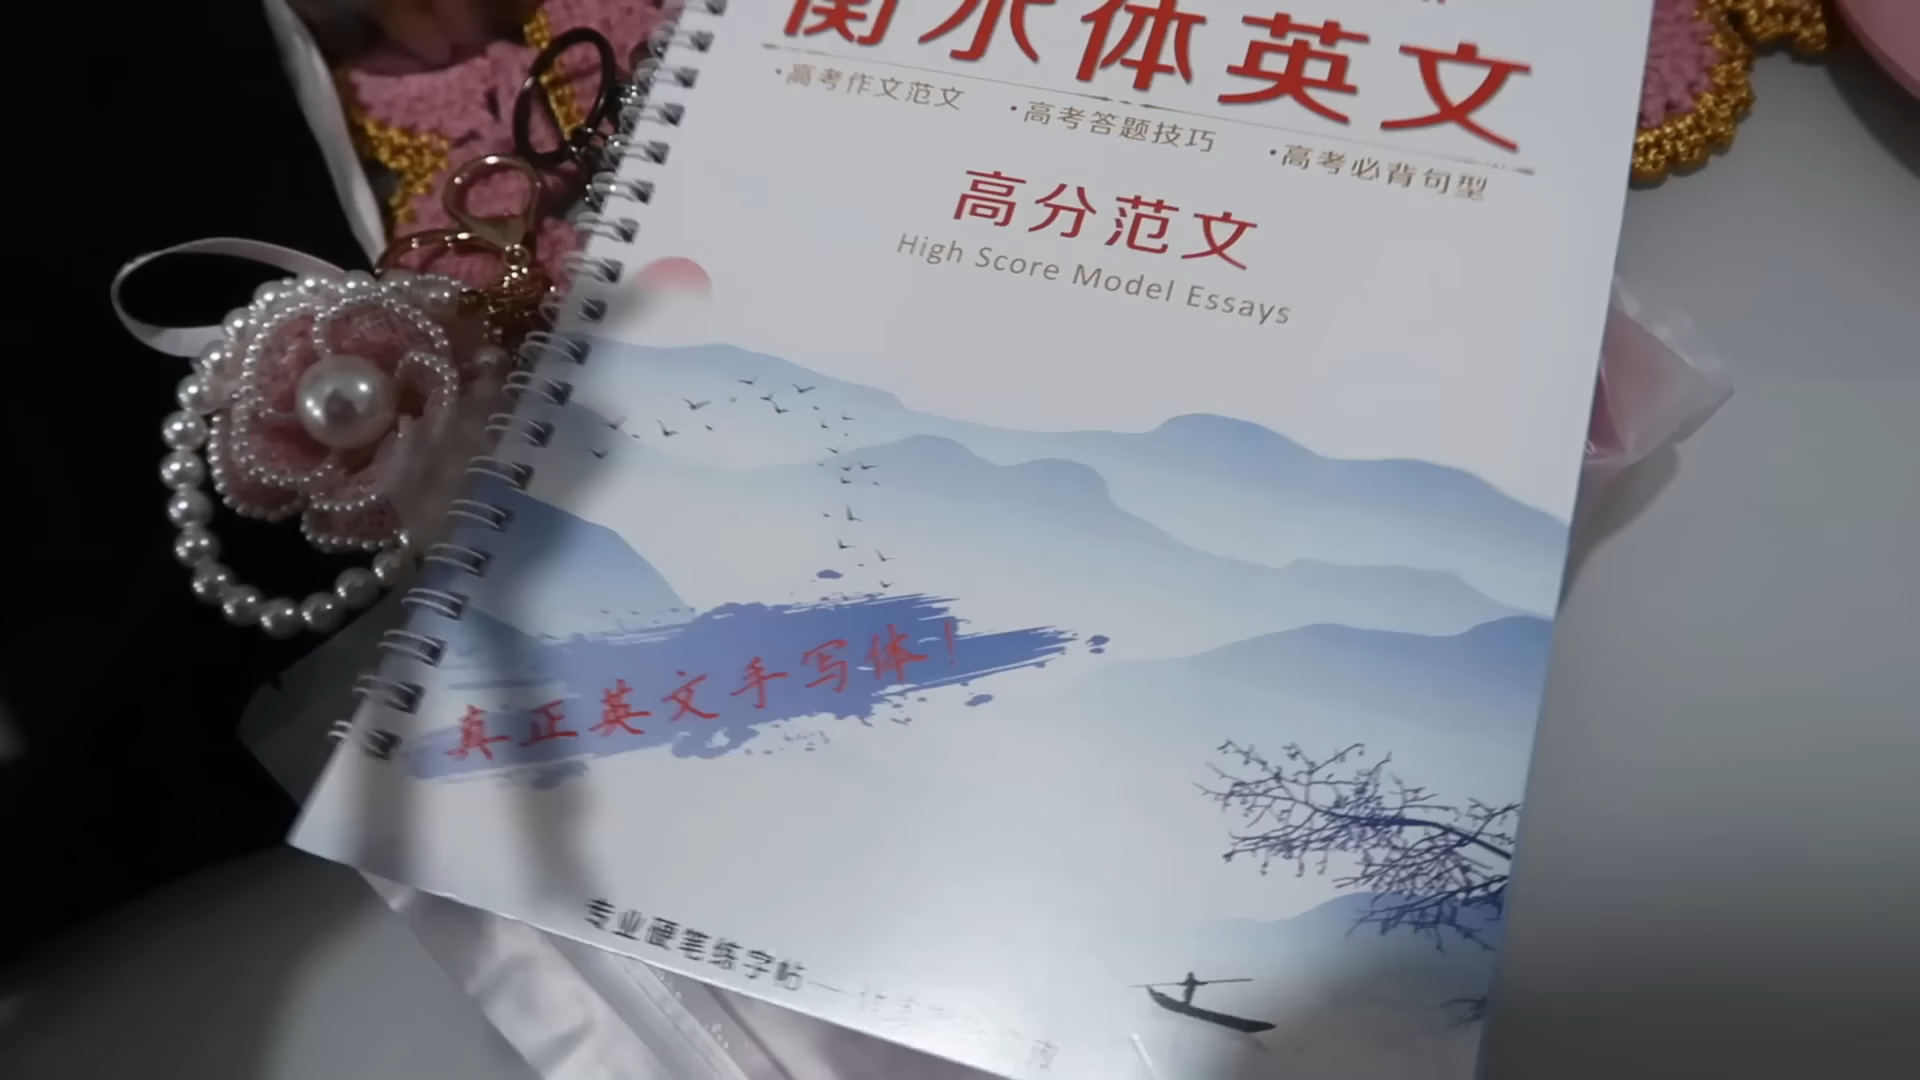 衡水体英文
·高考作文范文 ·高考答题技巧 ·高考必背句型
高分范文
High Score Model Essays
真正英文手写体!
专业硬笔练字帖一